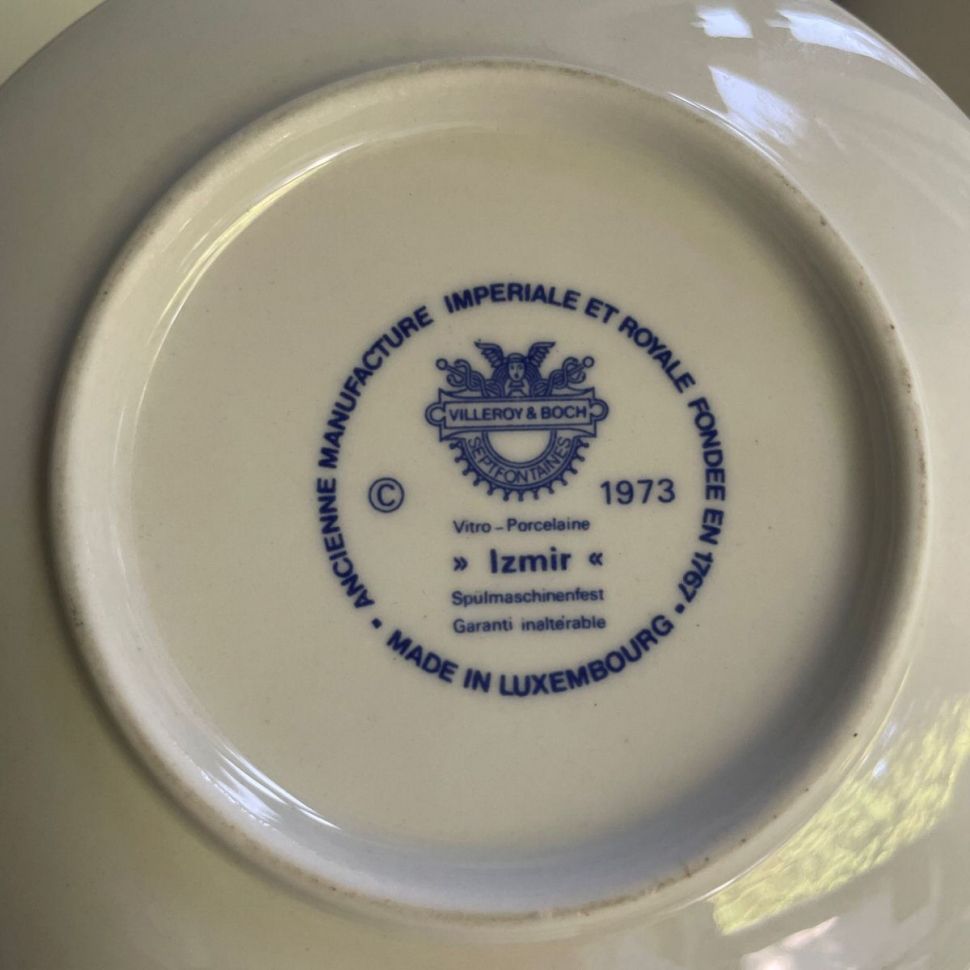 ANCIENNE MANUFACTURE IMPERIALE ET ROYALE FONDEE EN 1767 •
VILLEROY & BOCH
SEPTFONTAINES
© 1973
Vitro - Porcelaine
» Izmir «
Spülmaschinenfest
Garanti inaltérable
• MADE IN LUXEMBOURG